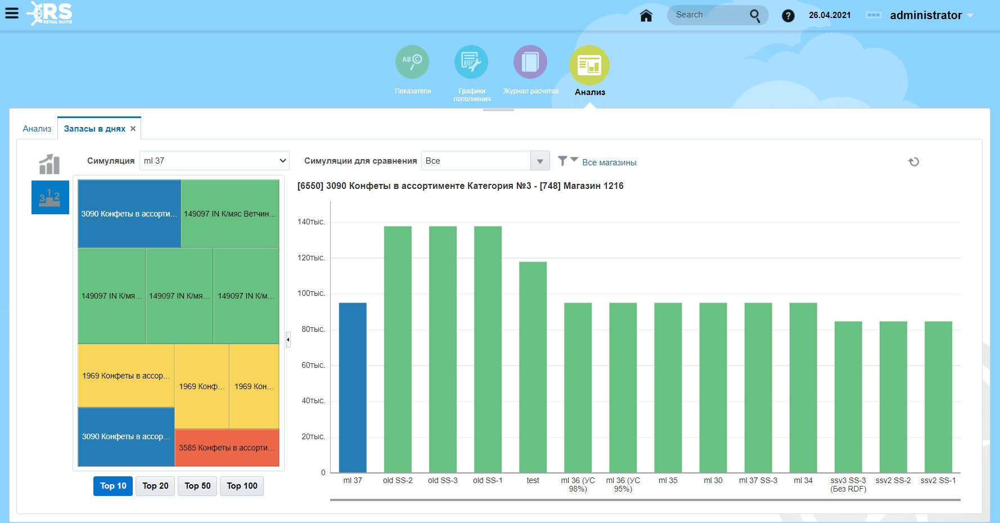 RS
RETAIL SUITE
Search
?
26.04.2021
administrator
ABC
Показатели
Графики
пополнения
Журнал расчетов
Анализ
Анализ
Запасы в днях ×
Симуляция
ml 37
Симуляции для сравнения
Все
Все магазины
3 1 2
[6550] 3090 Конфеты в ассортименте Категория №3 - [748] Магазин 1216
3090 Конфеты в ассорти...
149097 IN К/мяс Ветчин...
149097 IN К/мя...
149097 IN К/мя...
149097 IN К/м...
1969 Конфеты в ассор...
1969 Конф...
1969 Кон...
3090 Конфеты в ассор...
3585 Конфеты в ассорти...
Top 10
Top 20
Top 50
Top 100
140тыс.
120тыс.
100тыс.
80тыс.
60тыс.
40тыс.
20тыс.
0
ml 37
old SS-2
old SS-3
old SS-1
test
ml 36 (УС
98%)
ml 36 (УС
95%)
ml 35
ml 30
ml 37 SS-3
ml 34
ssv3 SS-3
(Без RDF)
ssv2 SS-2
ssv2 SS-1